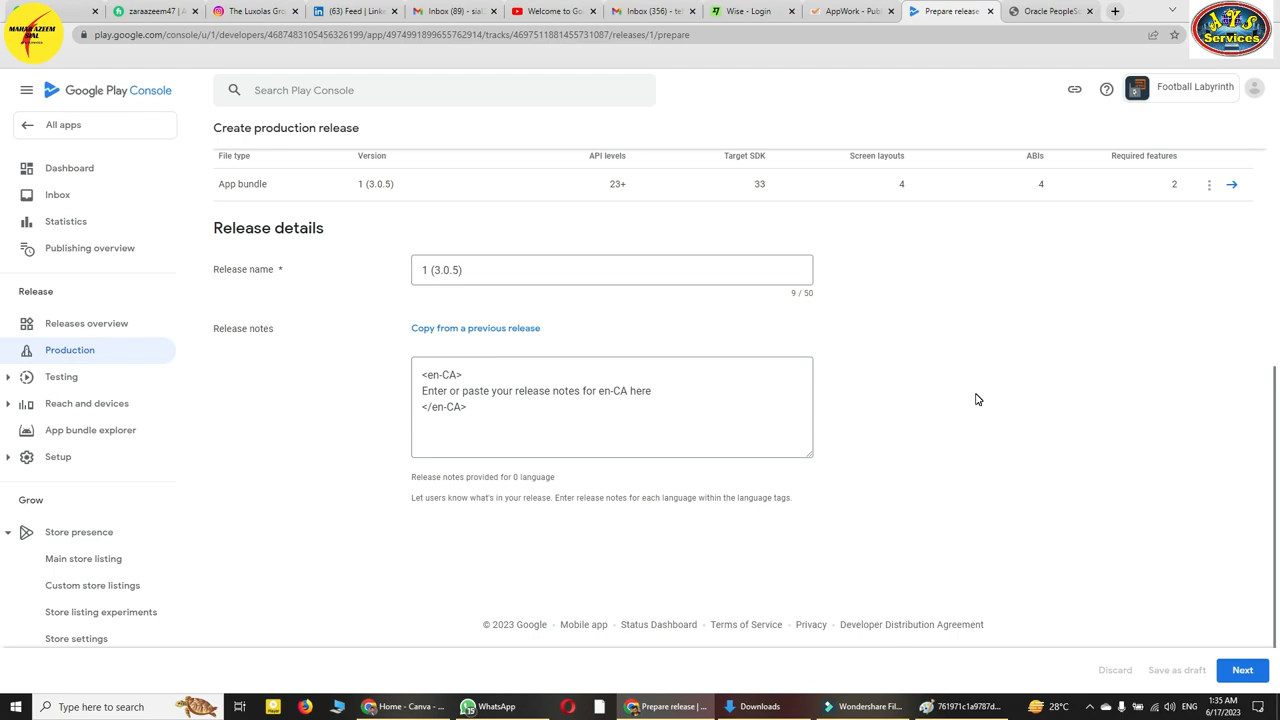 zaraazeem47@g
Instagram
(63) Feed | Linke
Inbox (89) - sai
Welcome to Go
Inbox (356) - te
Wise -
AppWork - Pub
Prepare release
Oracle PeopleS
play.google.com/console/u/1/developers/4687482105456326199/app/4974991899655762614/tracks/4697511381455731087/releases/1/prepare
AZS
Services
Google Play Console
Search Play Console
Football Labyrinth
All apps
Create production release
File type Version API levels Target SDK Screen layouts ABIs Required features
App bundle 1 (3.0.5) 23+ 33 4 4 2
Dashboard
Inbox
Statistics
Publishing overview
Release
Releases overview
Production
Testing
Reach and devices
App bundle explorer
Setup
Grow
Store presence
Main store listing
Custom store listings
Store listing experiments
Store settings
Release details
Release name *
1 (3.0.5)
9 / 50
Release notes
Copy from a previous release
<en-CA>
Enter or paste your release notes for en-CA here
</en-CA>
Release notes provided for 0 language
Let users know what's in your release. Enter release notes for each language within the language tags.
© 2023 Google · Mobile app · Status Dashboard · Terms of Service · Privacy · Developer Distribution Agreement
Discard Save as draft Next
Type here to search
Home - Canva -
WhatsApp
Prepare release |
Downloads
Wondershare Fil
761971c1a9787d
28°C
1:35 AM
6/17/2023